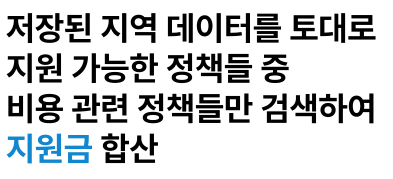 저장된 지역 데이터를 토대로
지원 가능한 정책들 중
비용 관련 정책들만 검색하여
지원금 합산